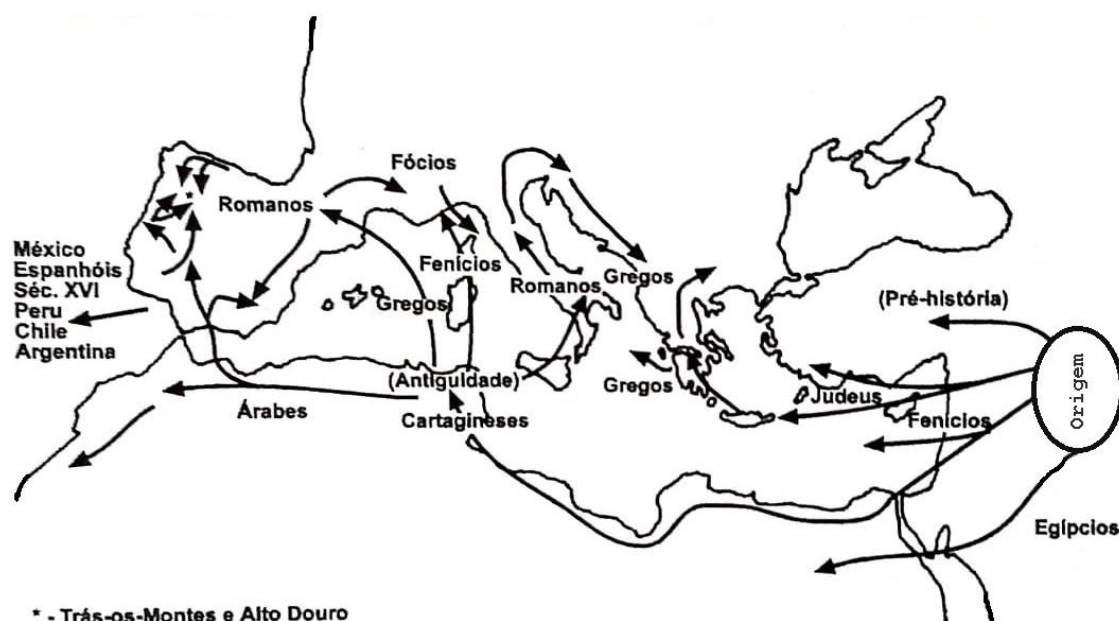 Fócios
Romanos
México
Espanhóis
Séc. XVI
Peru
Chile
Argentina
Fenícios
Gregos
Romanos
Gregos
(Pré-história)
Origem
(Antiguidade)
Gregos
Judeus
Árabes
Cartagineses
Fenícios
Egípcios
*
* - Trás-os-Montes e Alto Douro